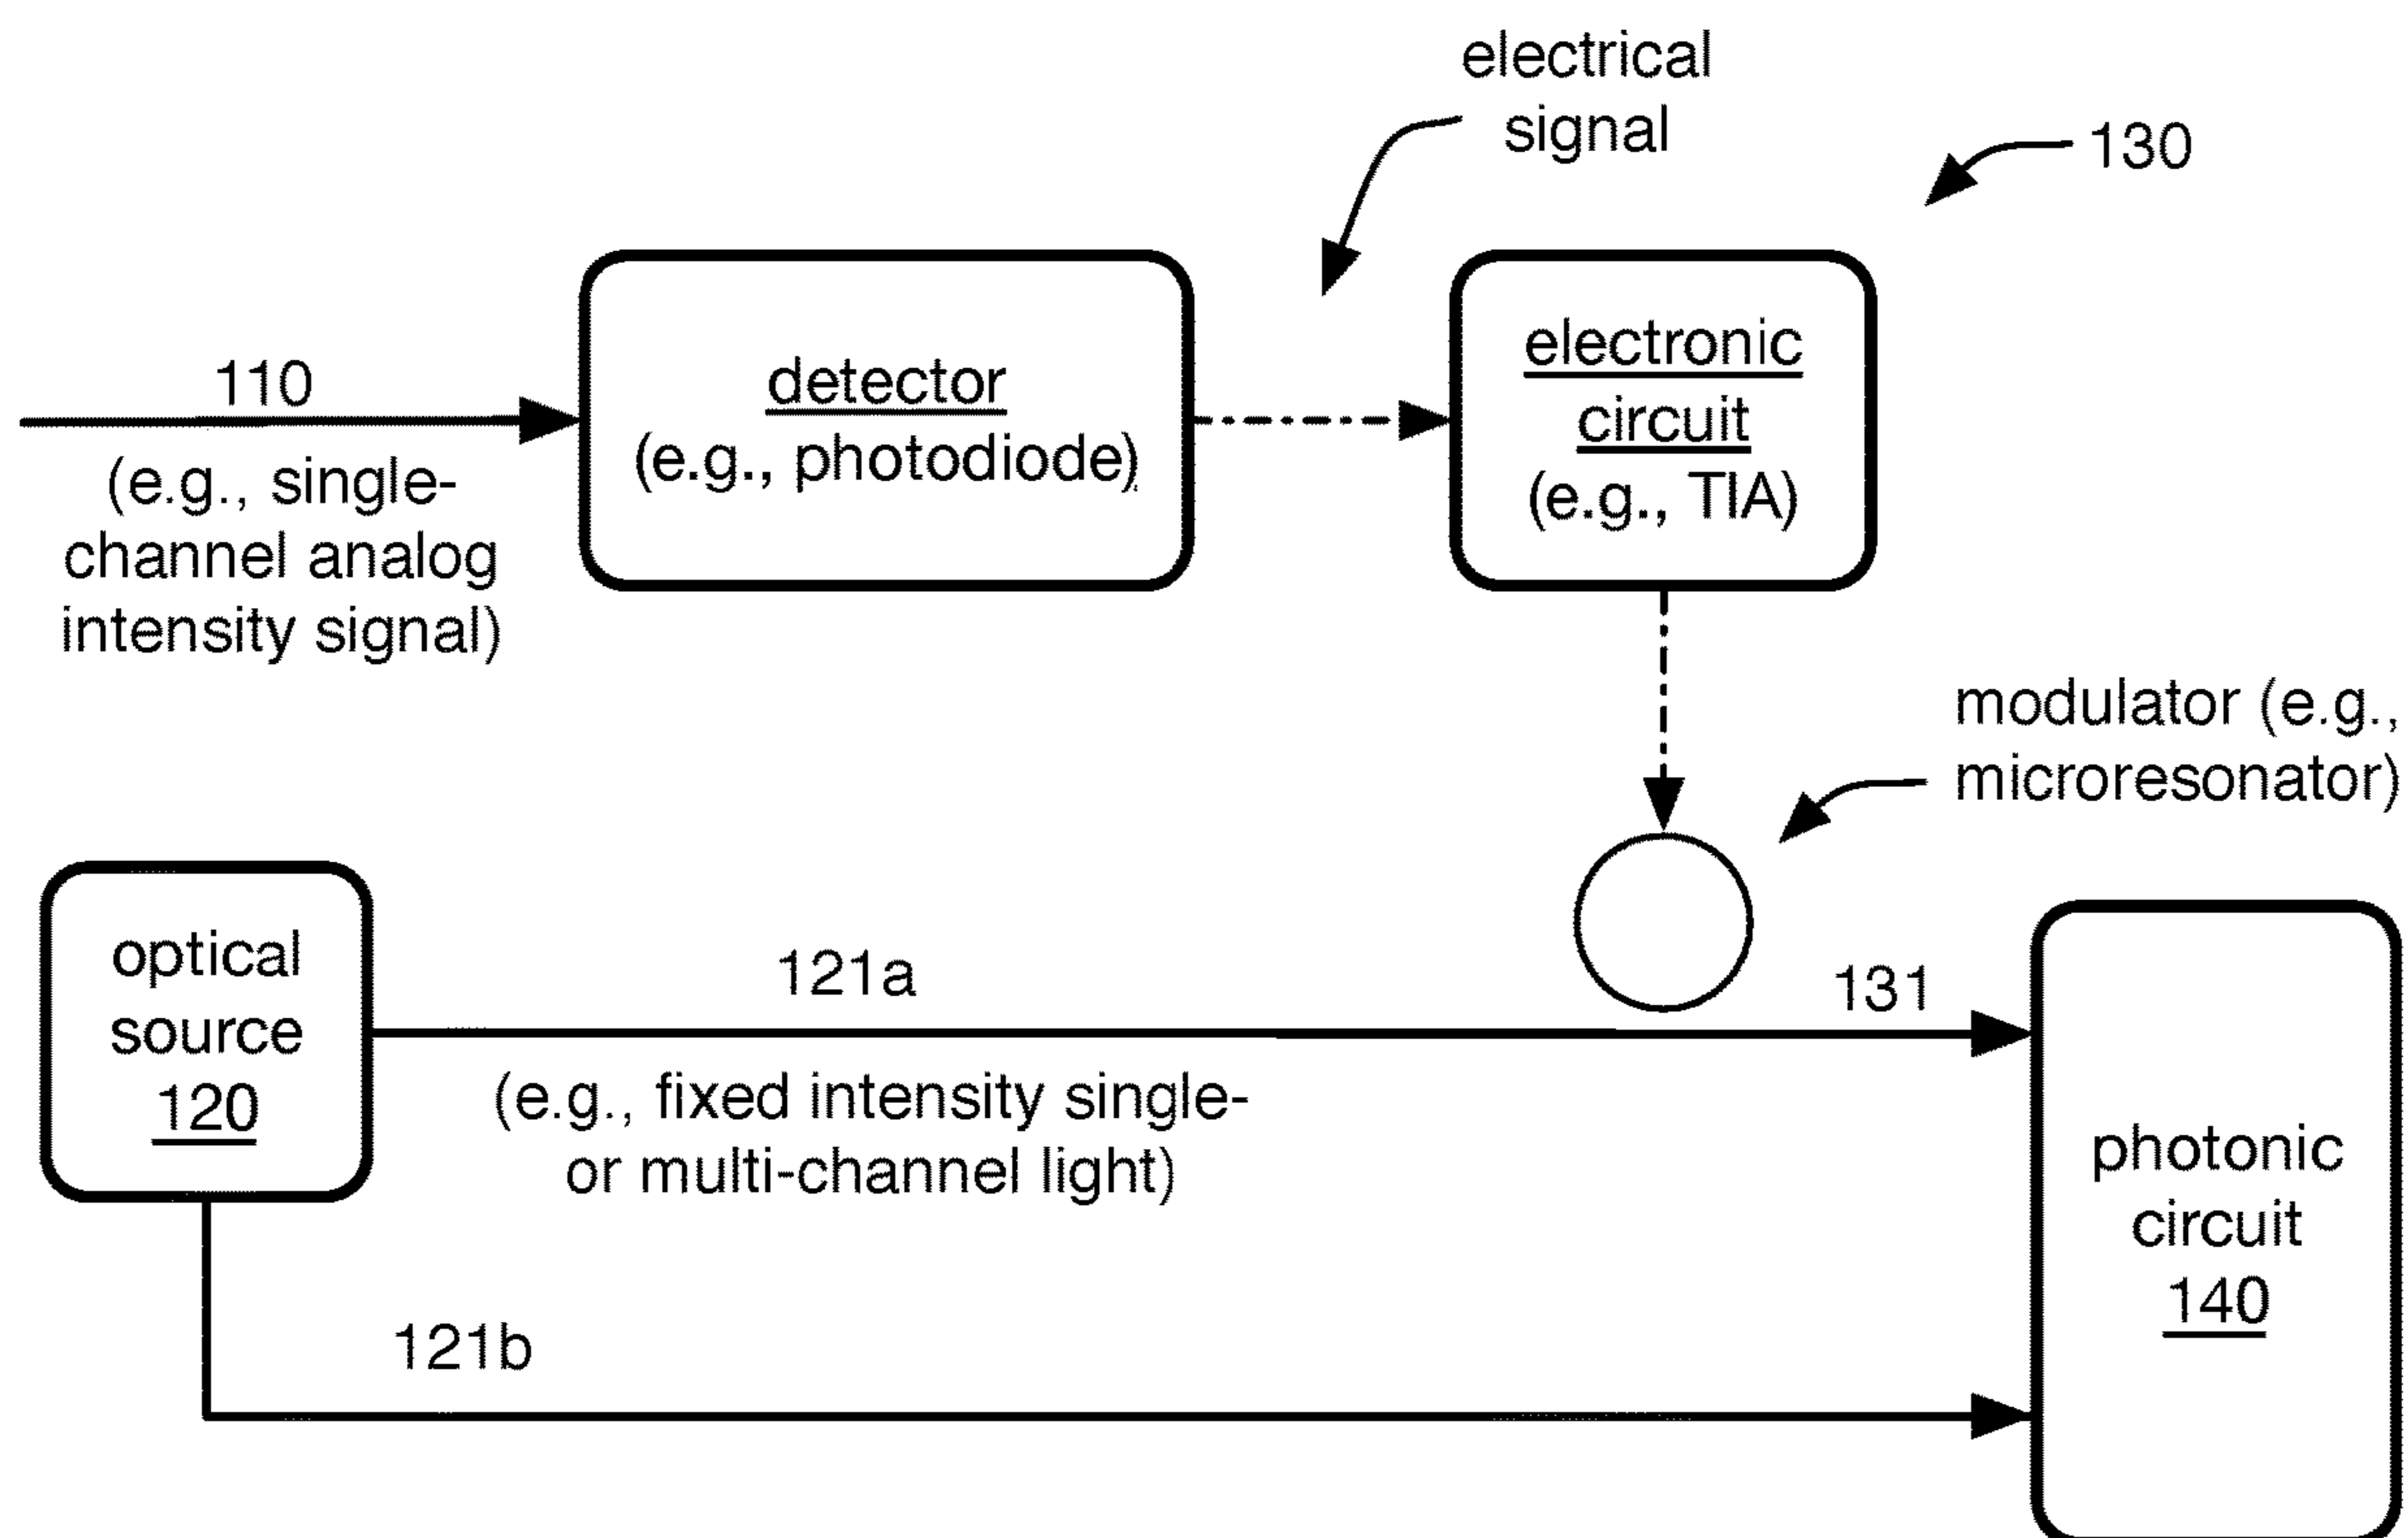 electrical
signal
130
110
(e.g., single-
channel analog
intensity signal)
detector
(e.g., photodiode)
electronic
circuit
(e.g., TIA)
modulator (e.g.,
microresonator)
optical
source
120
121a
(e.g., fixed intensity single-
or multi-channel light)
131
121b
photonic
circuit
140